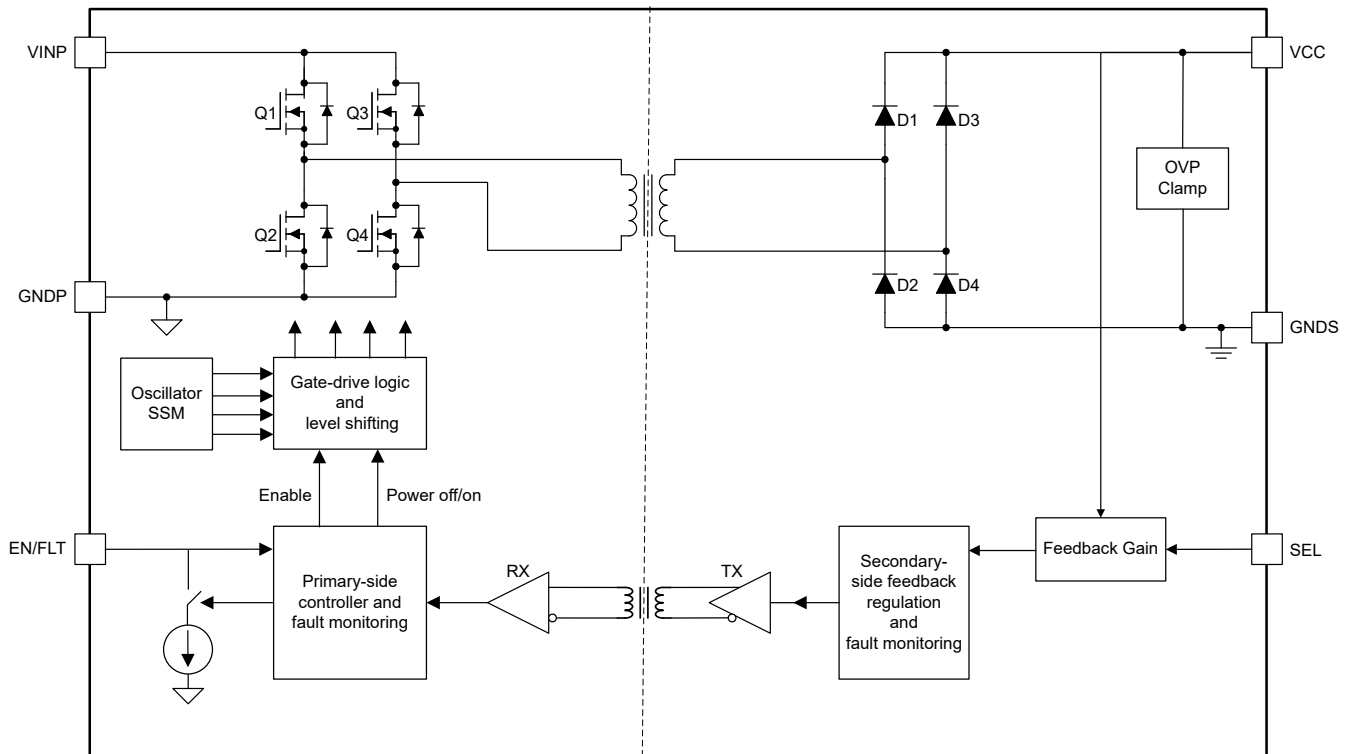 VINP
VCC
Q1
Q3
D1
D3
OVP
Clamp
Q2
Q4
D2
D4
GNDP
GNDS
Oscillator
SSM
Gate-drive logic
and
level shifting
Enable
Power off/on
EN/FLT
Primary-side
controller and
fault monitoring
RX
TX
Secondary-
side feedback
regulation
and
fault monitoring
Feedback Gain
SEL